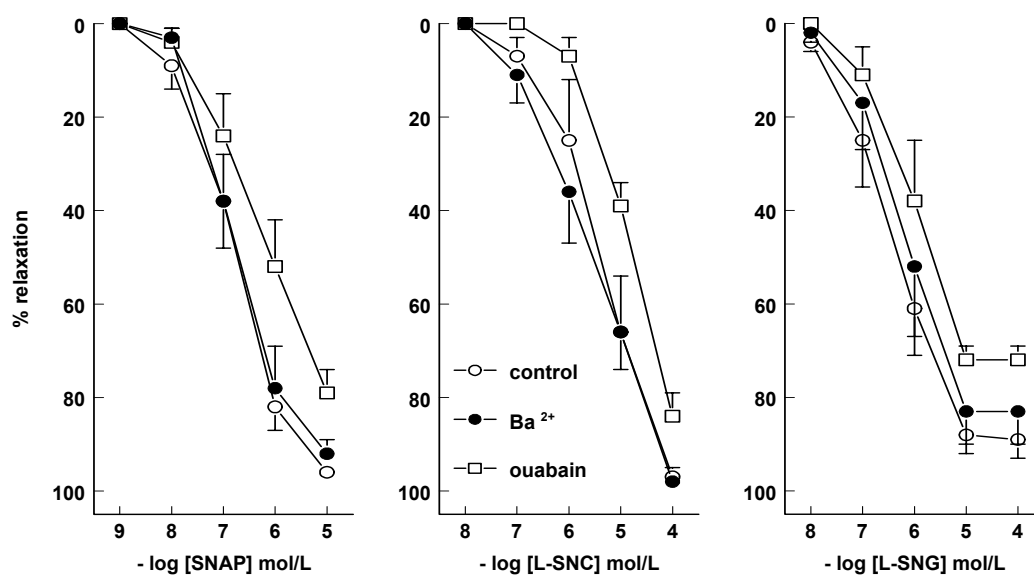 % relaxation
0
20
40
60
80
100
9 8 7 6 5
- log [SNAP] mol/L
0
20
40
60
80
100
control
Ba 2+
ouabain
8 7 6 5 4
- log [L-SNC] mol/L
0
20
40
60
80
100
8 7 6 5 4
- log [L-SNG] mol/L